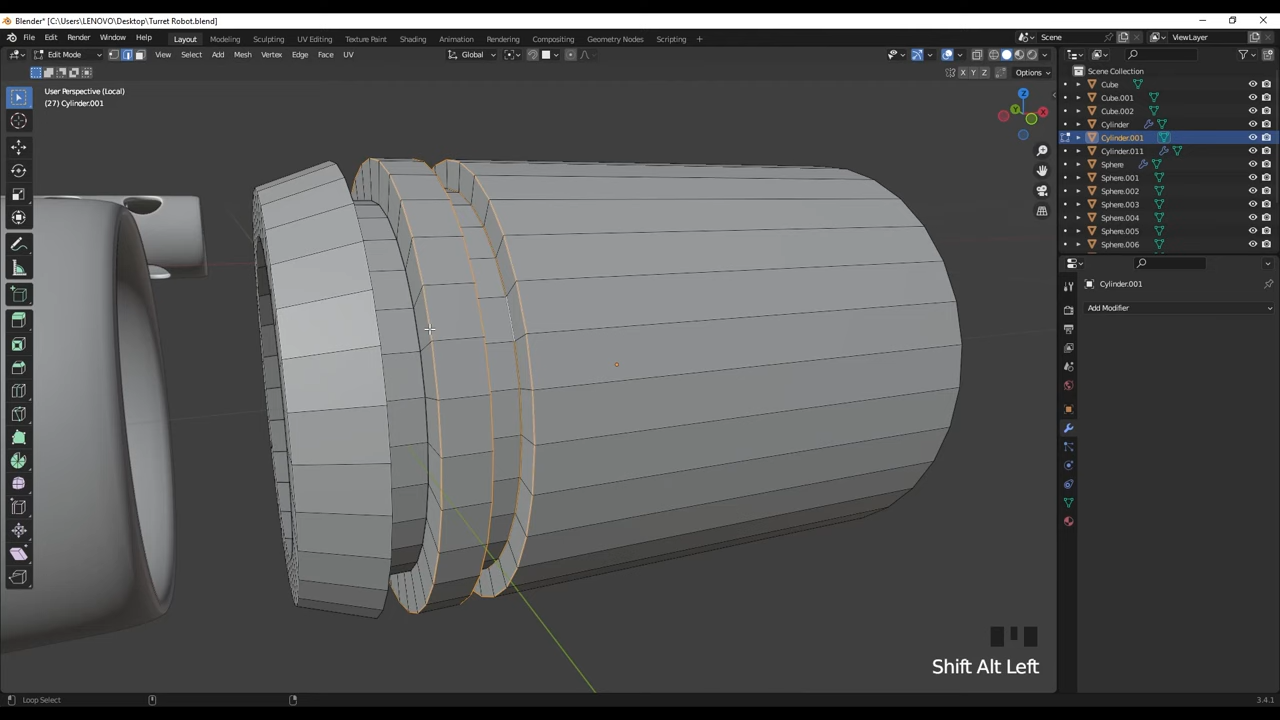 Blender* [C:\Users\LENOVO\Desktop\Turret Robot.blend]
File Edit Render Window Help Layout Modeling Sculpting UV Editing Texture Paint Shading Animation Rendering Compositing Geometry Nodes Scripting Scene ViewLayer
Edit Mode View Select Add Mesh Vertex Edge Face UV Global
X Y Z Options
User Perspective (Local)
(27) Cylinder.001
Z
Y
X
Scene Collection
Cube
Cube.001
Cube.002
Cylinder
Cylinder.001
Cylinder.011
Sphere
Sphere.001
Sphere.002
Sphere.003
Sphere.004
Sphere.005
Sphere.006
Cylinder.001
Add Modifier
Shift Alt Left
Loop Select
3.4.1